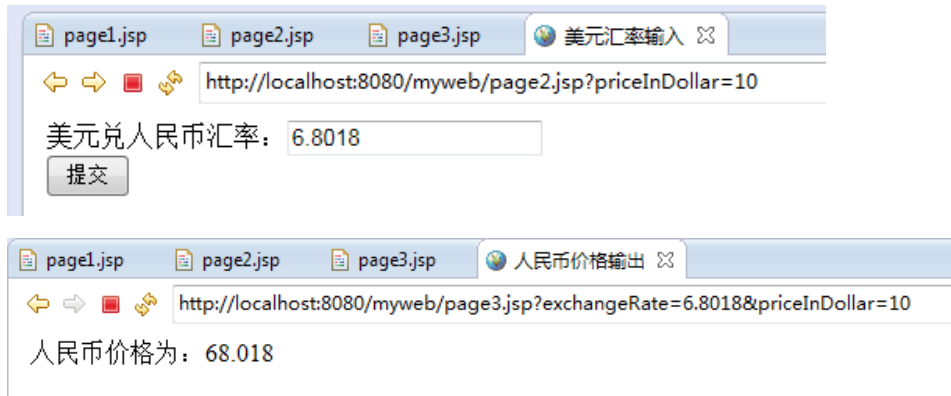 page1.jsp page2.jsp page3.jsp 美元汇率输入
http://localhost:8080/myweb/page2.jsp?priceInDollar=10
美元兑人民币汇率：6.8018
提交
page1.jsp page2.jsp page3.jsp 人民币价格输出
http://localhost:8080/myweb/page3.jsp?exchangeRate=6.8018&priceInDollar=10
人民币价格为：68.018